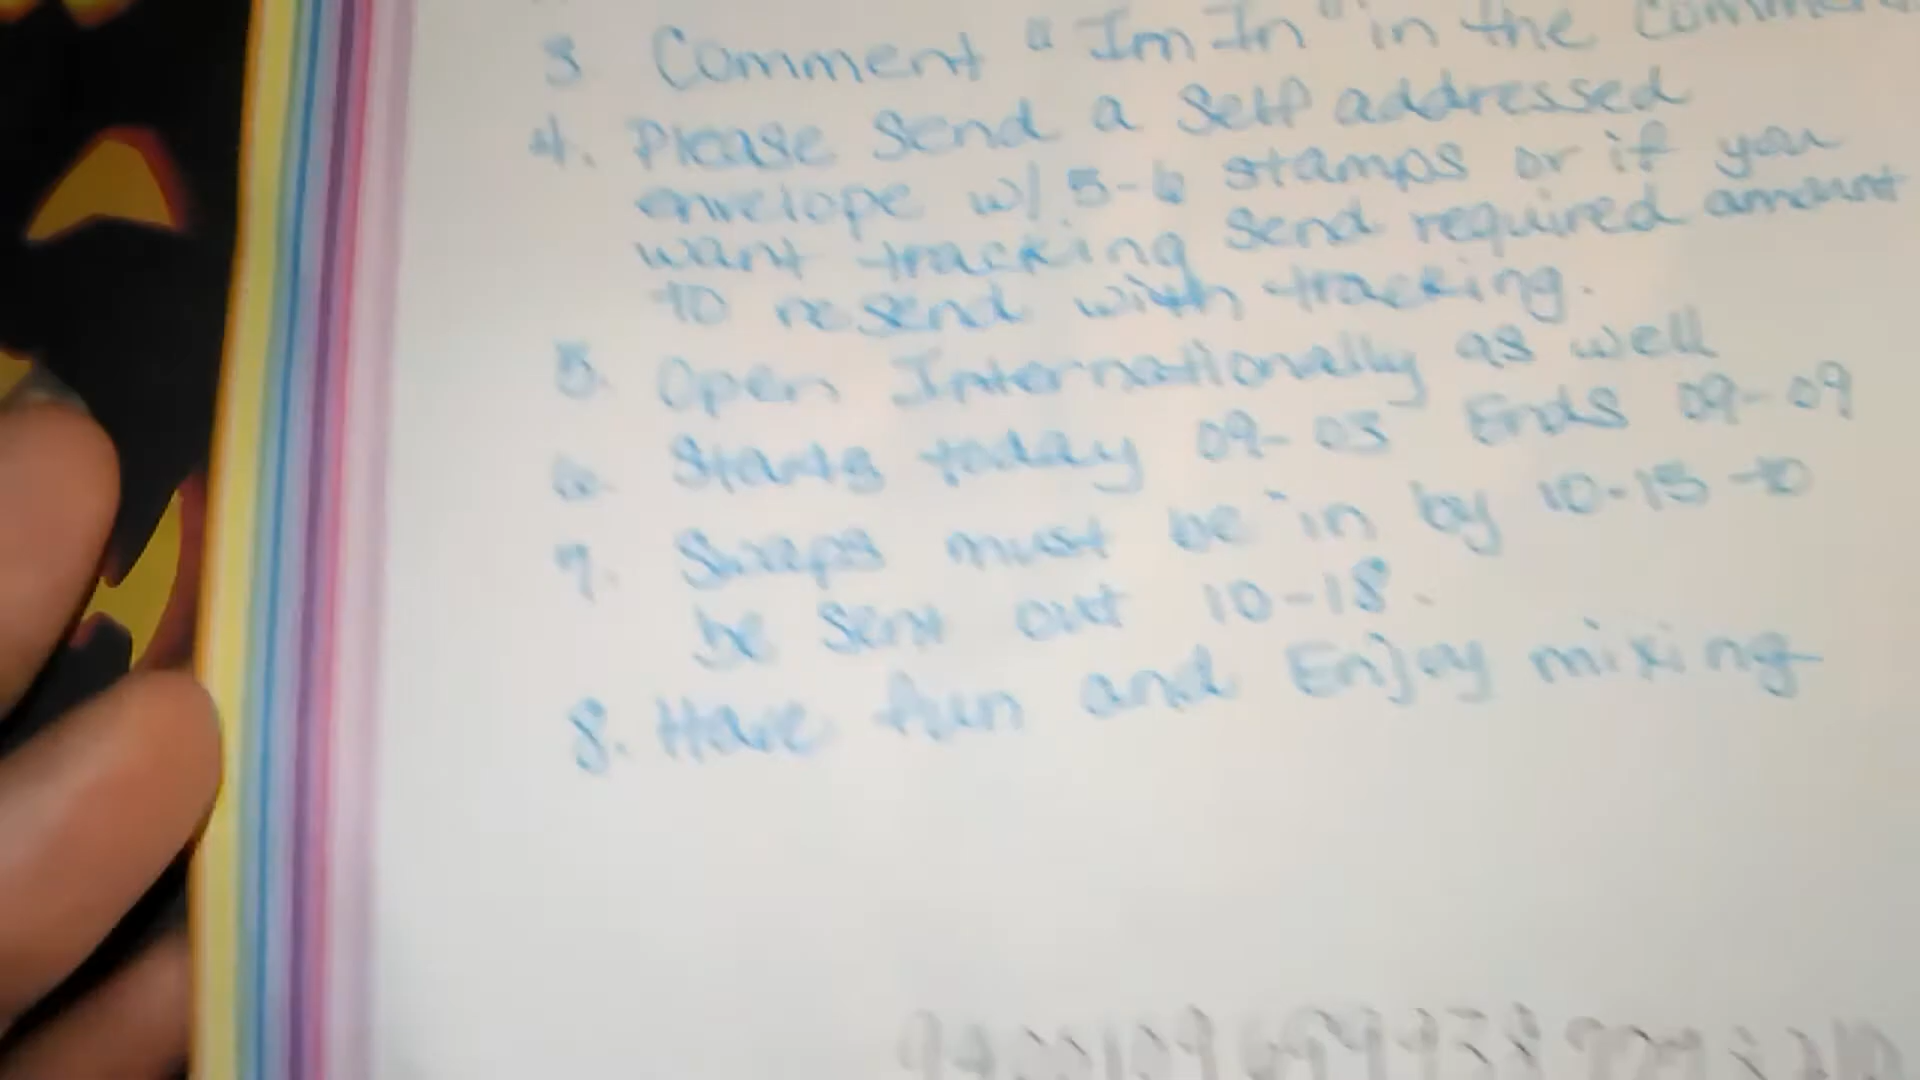 3. Comment "Im In" in the
4. Please send a self addressed
envelope w/ 5-6 stamps or if you
want tracking send required amount
to resend with tracking.
5. Open Internationally as well
6. Starts today 09-03 Ends 09-09
7. Swaps must be in by 10-15 to
be sent out 10-18.
8. Have fun and Enjoy mixing